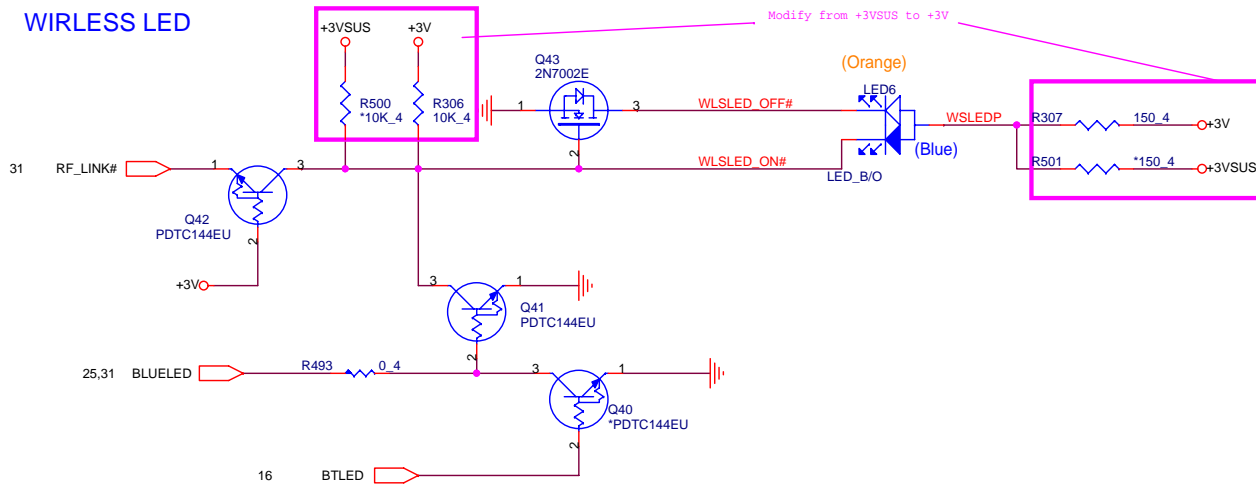 WIRLESS LED
Modify from +3VSUS to +3V
+3VSUS
+3V
R500
*10K_4
R306
10K_4
Q43
2N7002E
1
3
2
WLSLED_OFF#
(Orange)
LED6
WSLEDP
R307
150_4
+3V
(Blue)
R501
*150_4
+3VSUS
31
RF_LINK#
1
3
WLSLED_ON#
LED_B/O
Q42
PDTC144EU
2
+3V
3
1
Q41
PDTC144EU
2
25,31
BLUELED
R493
0_4
3
1
Q40
*PDTC144EU
2
16
BTLED